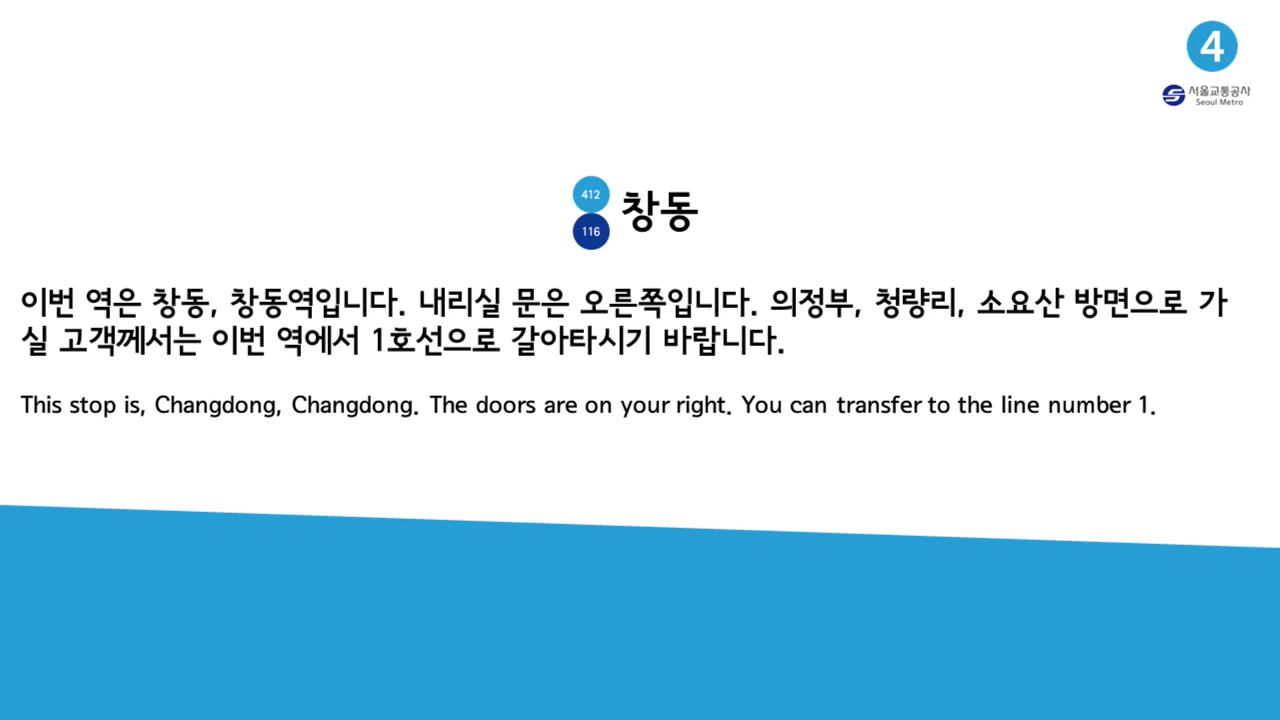 4
서울교통공사
Seoul Metro
412
창동
116
이번 역은 창동, 창동역입니다. 내리실 문은 오른쪽입니다. 의정부, 청량리, 소요산 방면으로 가
실 고객께서는 이번 역에서 1호선으로 갈아타시기 바랍니다.
This stop is, Changdong, Changdong. The doors are on your right. You can transfer to the line number 1.